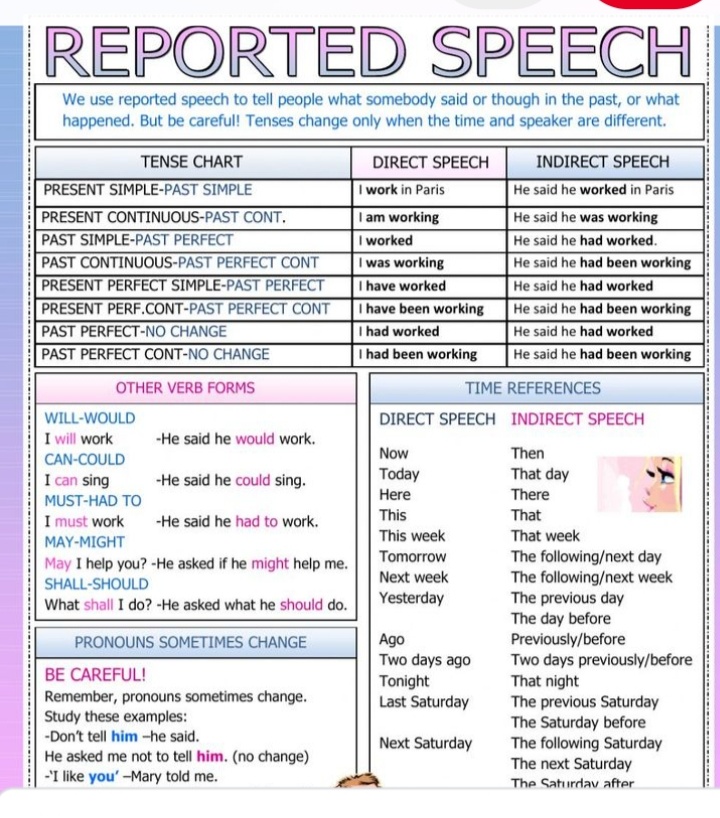 REPORTED SPEECH
We use reported speech to tell people what somebody said or though in the past, or what
happened. But be careful! Tenses change only when the time and speaker are different.
TENSE CHART DIRECT SPEECH INDIRECT SPEECH
PRESENT SIMPLE-PAST SIMPLE I work in Paris He said he worked in Paris
PRESENT CONTINUOUS-PAST CONT. I am working He said he was working
PAST SIMPLE-PAST PERFECT I worked He said he had worked.
PAST CONTINUOUS-PAST PERFECT CONT I was working He said he had been working
PRESENT PERFECT SIMPLE-PAST PERFECT I have worked He said he had worked
PRESENT PERF.CONT-PAST PERFECT CONT I have been working He said he had been working
PAST PERFECT-NO CHANGE I had worked He said he had worked
PAST PERFECT CONT-NO CHANGE I had been working He said he had been working
OTHER VERB FORMS
WILL-WOULD
I will work -He said he would work.
CAN-COULD
I can sing -He said he could sing.
MUST-HAD TO
I must work -He said he had to work.
MAY-MIGHT
May I help you? -He asked if he might help me.
SHALL-SHOULD
What shall I do? -He asked what he should do.
PRONOUNS SOMETIMES CHANGE
BE CAREFUL!
Remember, pronouns sometimes change.
Study these examples:
-Don't tell him –he said.
He asked me not to tell him. (no change)
-'I like you' –Mary told me.
TIME REFERENCES
DIRECT SPEECH INDIRECT SPEECH
Now Then
Today That day
Here There
This That
This week That week
Tomorrow The following/next day
Next week The following/next week
Yesterday The previous day
The day before
Ago Previously/before
Two days ago Two days previously/before
Tonight That night
Last Saturday The previous Saturday
The Saturday before
Next Saturday The following Saturday
The next Saturday
The Saturday after